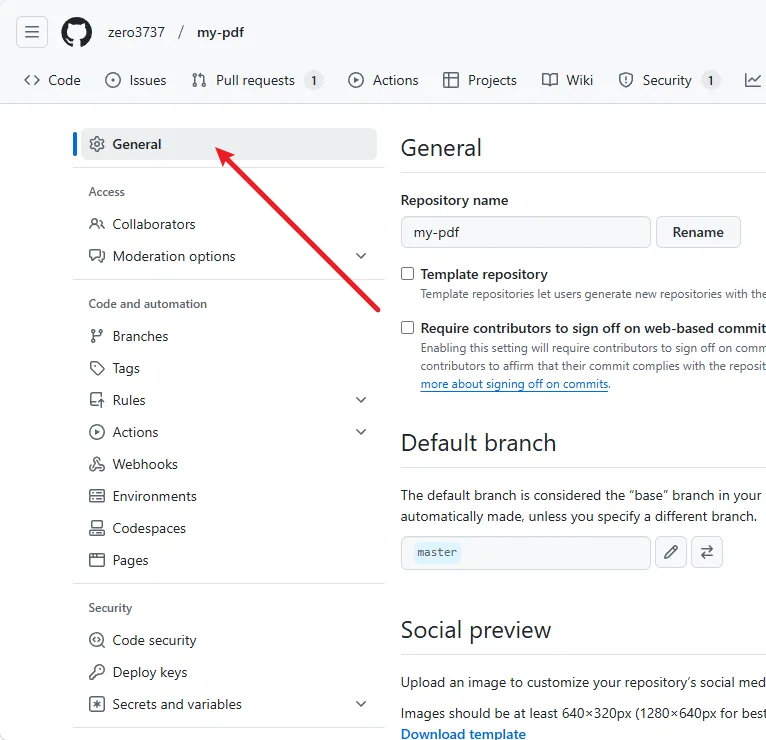 zero3737 / my-pdf
Code Issues Pull requests 1 Actions Projects Wiki Security 1
General
Access
Collaborators
Moderation options
Code and automation
Branches
Tags
Rules
Actions
Webhooks
Environments
Codespaces
Pages
Security
Code security
Deploy keys
Secrets and variables
General
Repository name
my-pdf Rename
Template repository
Template repositories let users generate new repositories with the
Require contributors to sign off on web-based commit
Enabling this setting will require contributors to sign off on comm
contributors to affirm that their commit complies with the reposit
more about signing off on commits.
Default branch
The default branch is considered the “base” branch in your
automatically made, unless you specify a different branch.
master
Social preview
Upload an image to customize your repository’s social med
Images should be at least 640×320px (1280×640px for best
Download template